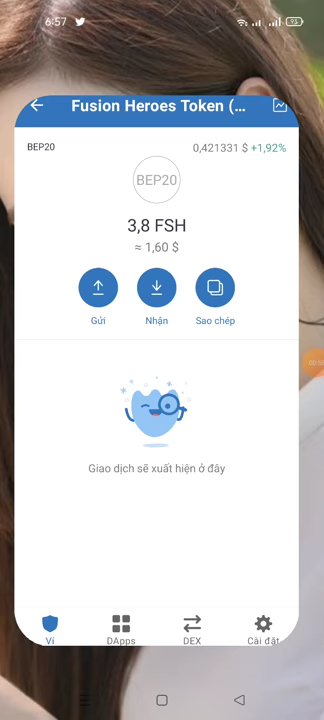 6:57
93
Fusion Heroes Token (...
BEP20
0,421331 $ +1,92%
BEP20
3,8 FSH
≈ 1,60 $
Gửi
Nhận
Sao chép
Giao dịch sẽ xuất hiện ở đây
Ví
DApps
DEX
Cài đặt